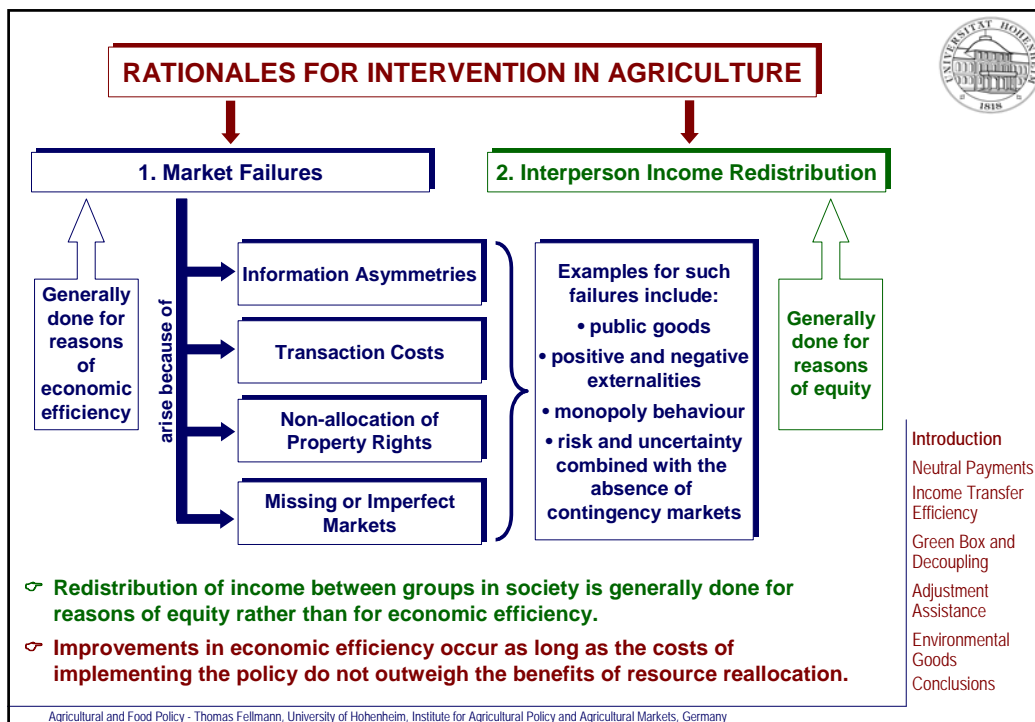 RATIONALES FOR INTERVENTION IN AGRICULTURE
UNIVERSITAT HOHENHEIM
1818
1. Market Failures
2. Interperson Income Redistribution
Generally
done for
reasons
of
economic
efficiency
arise because of
Information Asymmetries
Transaction Costs
Non-allocation of
Property Rights
Missing or Imperfect
Markets
Examples for such
failures include:
• public goods
• positive and negative
externalities
• monopoly behaviour
• risk and uncertainty
combined with the
absence of
contingency markets
Generally
done for
reasons
of equity
Introduction
Neutral Payments
Income Transfer
Efficiency
Green Box and
Decoupling
Adjustment
Assistance
Environmental
Goods
Conclusions
Redistribution of income between groups in society is generally done for
reasons of equity rather than for economic efficiency.
Improvements in economic efficiency occur as long as the costs of
implementing the policy do not outweigh the benefits of resource reallocation.
Agricultural and Food Policy - Thomas Fellmann, University of Hohenheim, Institute for Agricultural Policy and Agricultural Markets, Germany